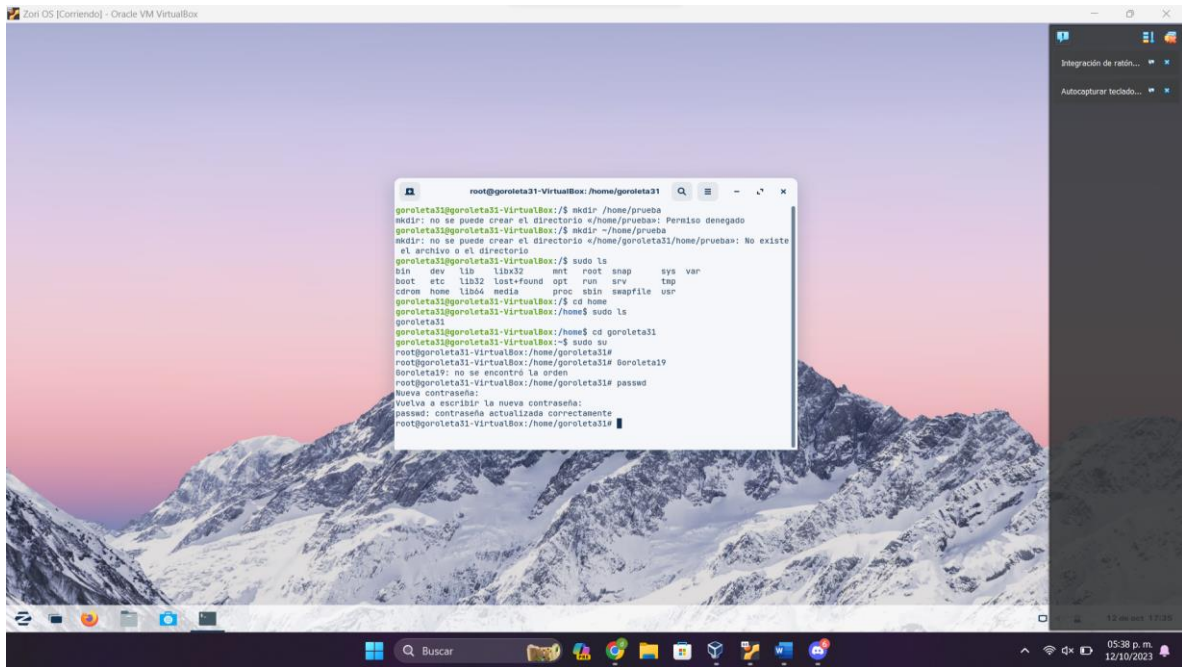 Zori OS [Corriendo] - Oracle VM VirtualBox
Integración de ratón...
Autocapturar teclado...
root@goroleta31-VirtualBox: /home/goroleta31
goroleta31@goroleta31-VirtualBox:/$ mkdir /home/prueba
mkdir: no se puede crear el directorio «/home/prueba»: Permiso denegado
goroleta31@goroleta31-VirtualBox:/$ mkdir ~/home/prueba
mkdir: no se puede crear el directorio «/home/goroleta31/home/prueba»: No existe
el archivo o el directorio
goroleta31@goroleta31-VirtualBox:/$ sudo ls
bin dev lib libx32 mnt root snap sys var
boot etc lib32 lost+found opt run srv tmp
cdrom home lib64 media proc sbin swapfile usr
goroleta31@goroleta31-VirtualBox:/$ cd home
goroleta31@goroleta31-VirtualBox:/home$ sudo ls
goroleta31
goroleta31@goroleta31-VirtualBox:/home$ cd goroleta31
goroleta31@goroleta31-VirtualBox:~$ sudo su
root@goroleta31-VirtualBox:/home/goroleta31#
root@goroleta31-VirtualBox:/home/goroleta31# Goroleta19
Goroleta19: no se encontró la orden
root@goroleta31-VirtualBox:/home/goroleta31# passwd
Nueva contraseña:
Vuelva a escribir la nueva contraseña:
passwd: contraseña actualizada correctamente
root@goroleta31-VirtualBox:/home/goroleta31#
12 de oct. 17:35
Buscar
05:38 p. m.
12/10/2023